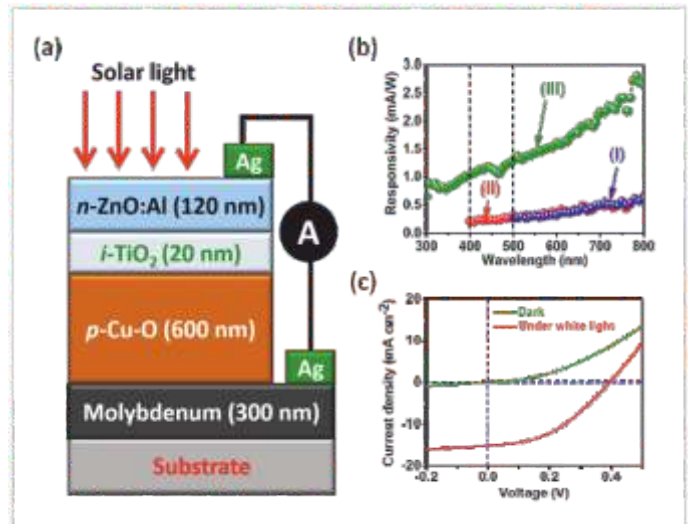 (a)
Solar light
Ag
n-ZnO:Al (120 nm)
A
i-TiO₂ (20 nm)
p-Cu-O (600 nm)
Ag
Molybdenum (300 nm)
Substrate
(b)
Responsivity (mA/W)
3.0
2.5
2.0
1.5
1.0
0.5
0.0
(III)
(I)
(II)
300 400 500 600 700 800
Wavelength (nm)
(c)
Current density (mA cm⁻²)
20
10
0
-10
-20
Dark
Under white light
-0.2 0.0 0.2 0.4
Voltage (V)